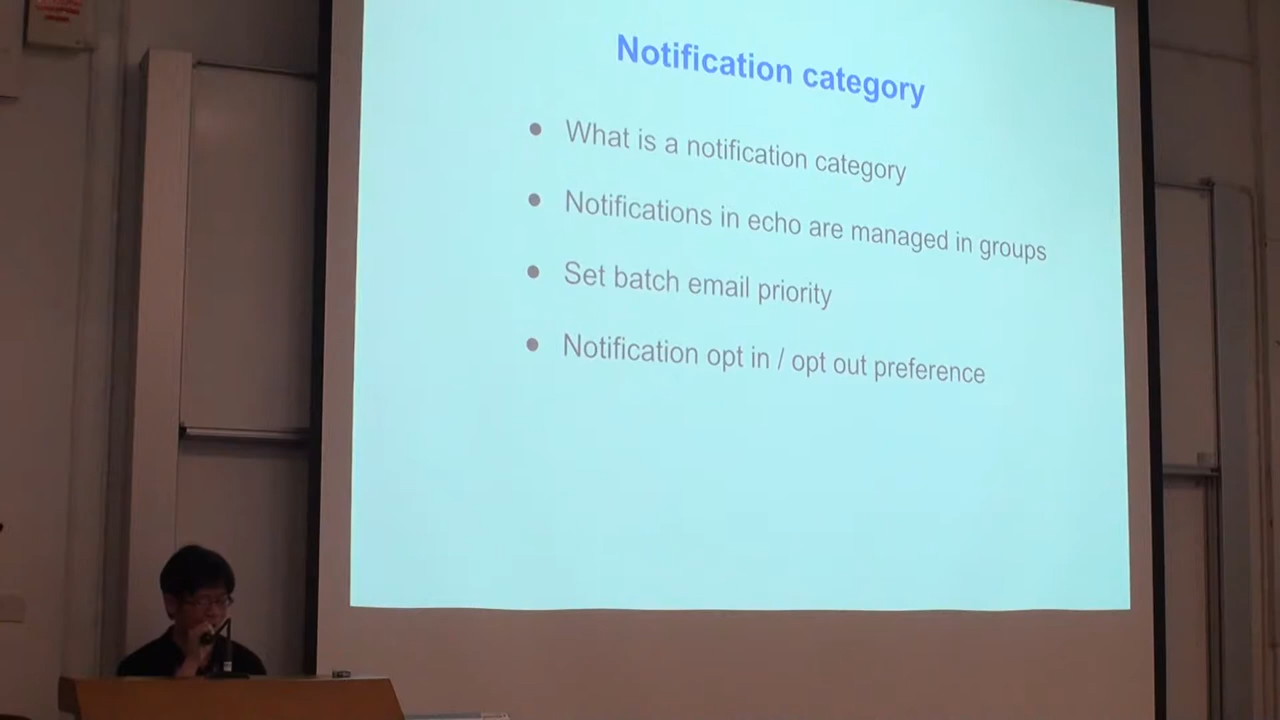 Notification category
● What is a notification category
● Notifications in echo are managed in groups
● Set batch email priority
● Notification opt in / opt out preference